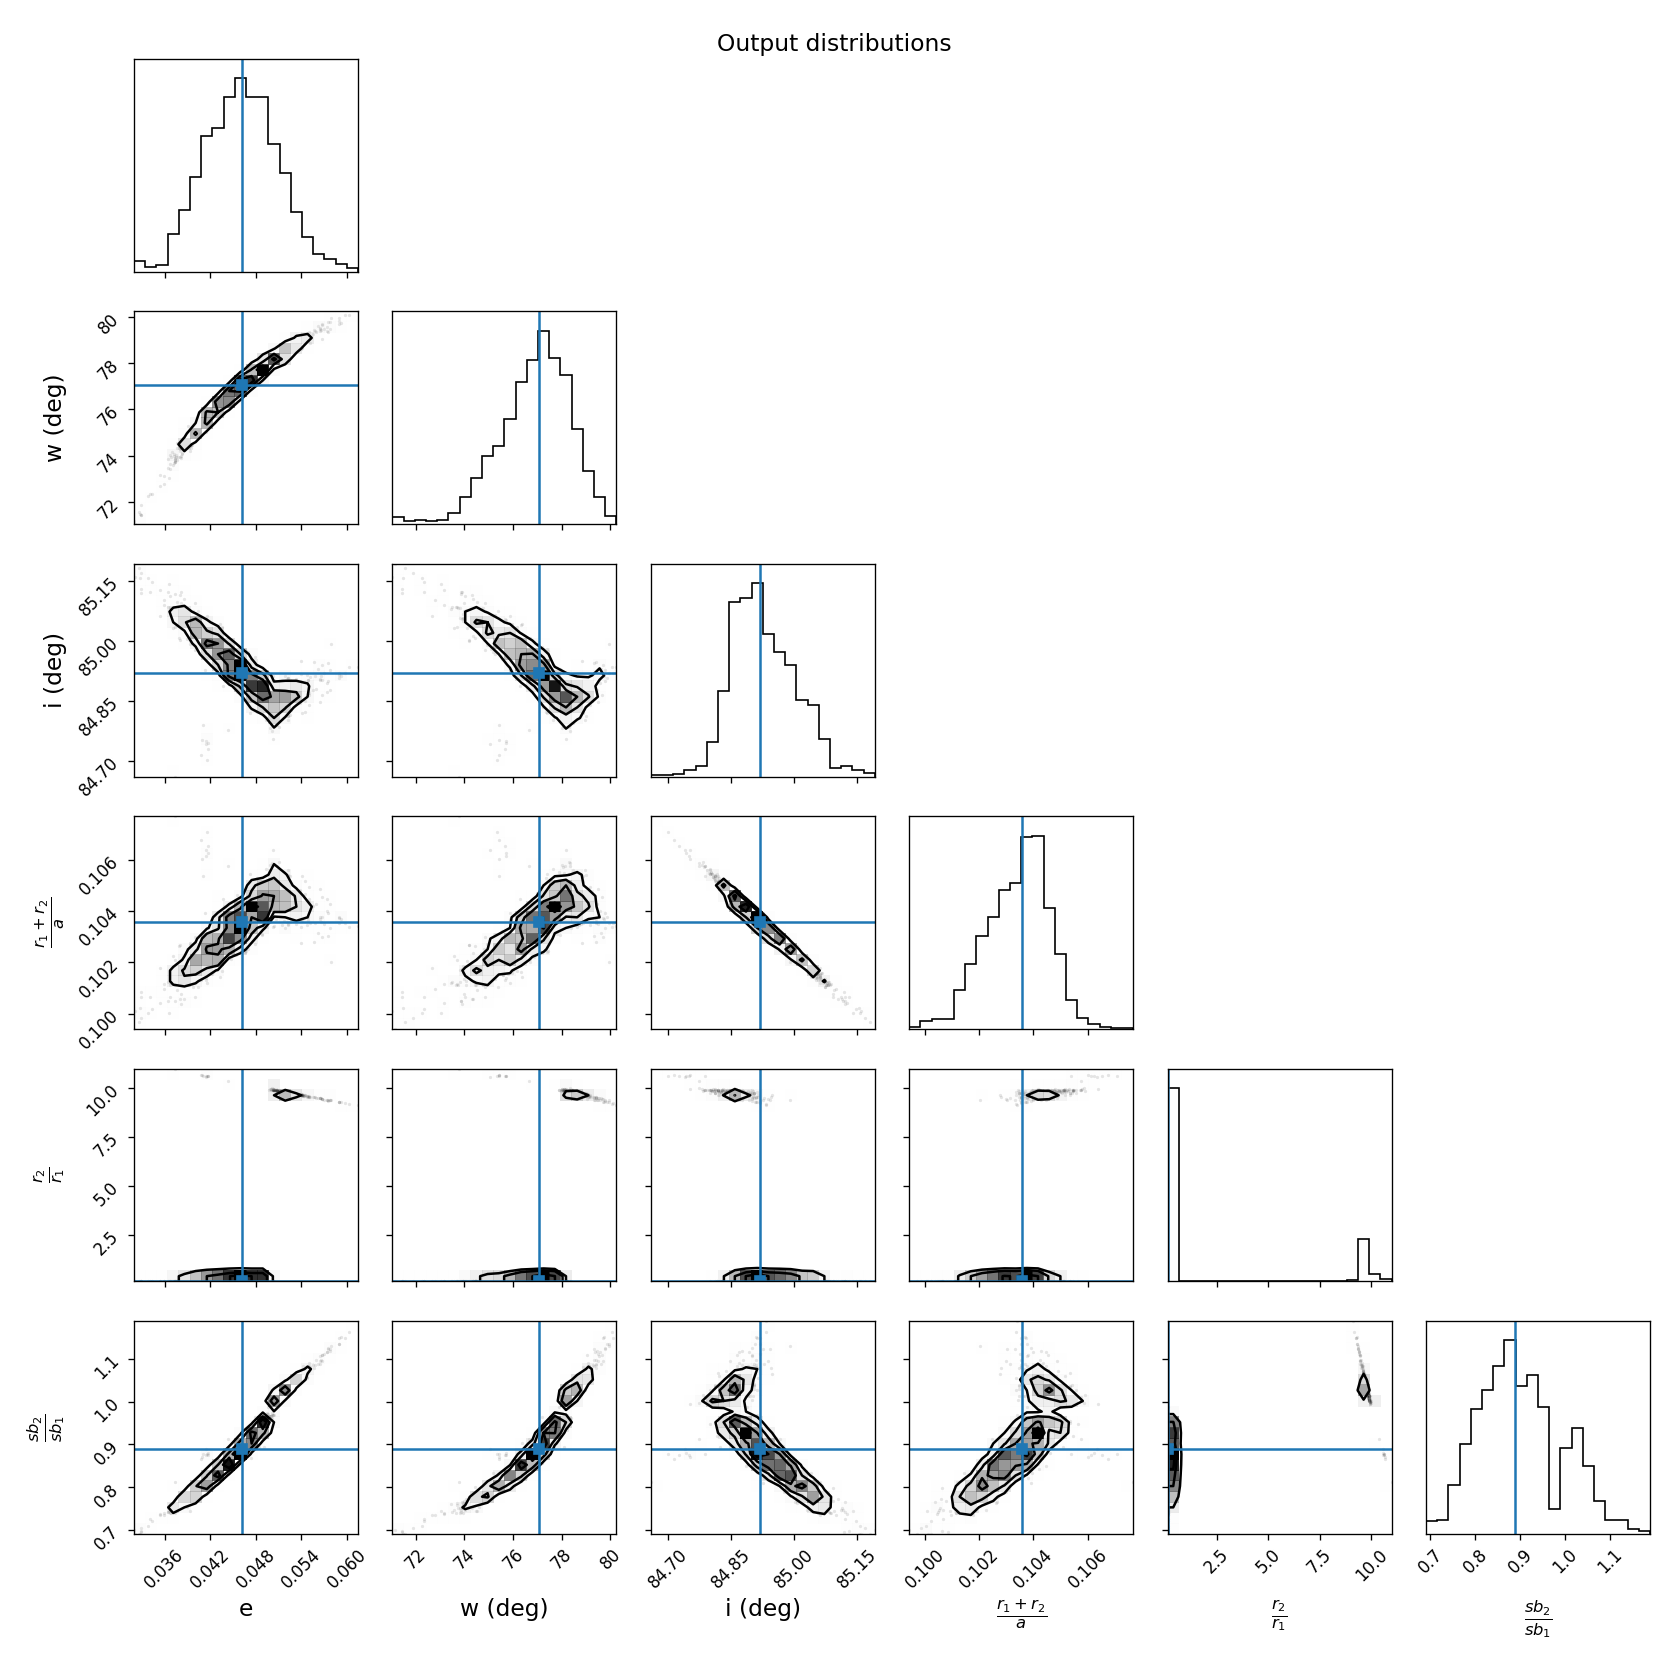 Output distributions
80
78
76
74
72
w (deg)
85.15
85.00
84.85
84.70
i (deg)
0.106
0.104
0.102
0.100
r₁ + r₂
a
10.0
7.5
5.0
2.5
r₂
r₁
1.1
1.0
0.9
0.8
0.7
sb₂
sb₁
0.036 0.042 0.048 0.054 0.060 72 74 76 78 80 84.70 84.85 85.00 85.15 0.100 0.102 0.104 0.106 2.5 5.0 7.5 10.0 0.7 0.8 0.9 1.0 1.1
e w (deg) i (deg)
r₁ + r₂
a
r₂
r₁
sb₂
sb₁